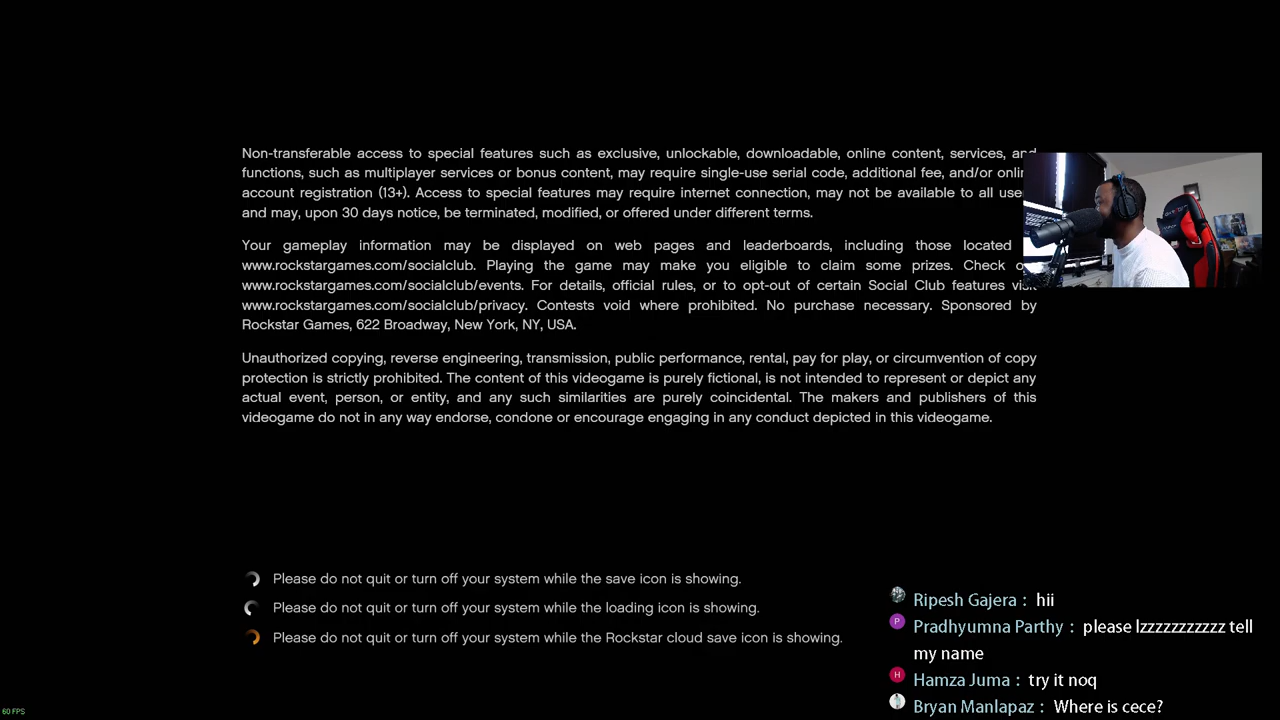 Non-transferable access to special features such as exclusive, unlockable, downloadable, online content, services, and
functions, such as multiplayer services or bonus content, may require single-use serial code, additional fee, and/or
account registration (13+). Access to special features may require internet connection, may not be available to all
and may, upon 30 days notice, be terminated, modified, or offered under different terms.
Your gameplay information may be displayed on web pages and leaderboards, including those located
www.rockstargames.com/socialclub. Playing the game may make you eligible to claim some prizes. Check
www.rockstargames.com/socialclub/events. For details, official rules, or to opt-out of certain Social Club features
www.rockstargames.com/socialclub/privacy. Contests void where prohibited. No purchase necessary. Sponsored by
Rockstar Games, 622 Broadway, New York, NY, USA.
Unauthorized copying, reverse engineering, transmission, public performance, rental, pay for play, or circumvention of copy
protection is strictly prohibited. The content of this videogame is purely fictional, is not intended to represent or depict any
actual event, person, or entity, and any such similarities are purely coincidental. The makers and publishers of this
videogame do not in any way endorse, condone or encourage engaging in any conduct depicted in this videogame.
Please do not quit or turn off your system while the save icon is showing.
Please do not quit or turn off your system while the loading icon is showing.
Please do not quit or turn off your system while the Rockstar cloud save icon is showing.
Ripesh Gajera : hii
P Pradhyumna Parthy : please lzzzzzzzzzzz tell
my name
H Hamza Juma : try it noq
Bryan Manlapaz : Where is cece?
60 FPS